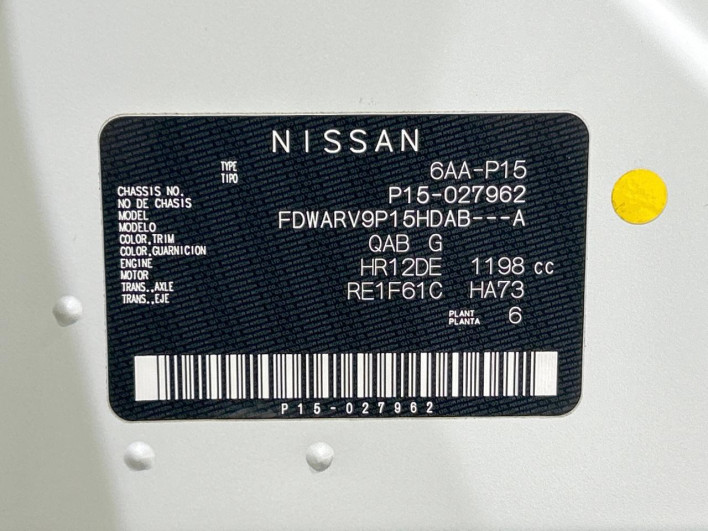 NISSAN
TYPE
TIPO
6AA-P15
CHASSIS NO.
NO DE CHASIS
P15-027962
MODEL
MODELO
FDWARV9P15HDAB---A
COLOR,TRIM
COLOR,GUARNICION
QAB G
ENGINE
MOTOR
HR12DE 1198 cc
TRANS.,AXLE
TRANS.,EJE
RE1F61C HA73
PLANT
PLANTA
6
P15-027962